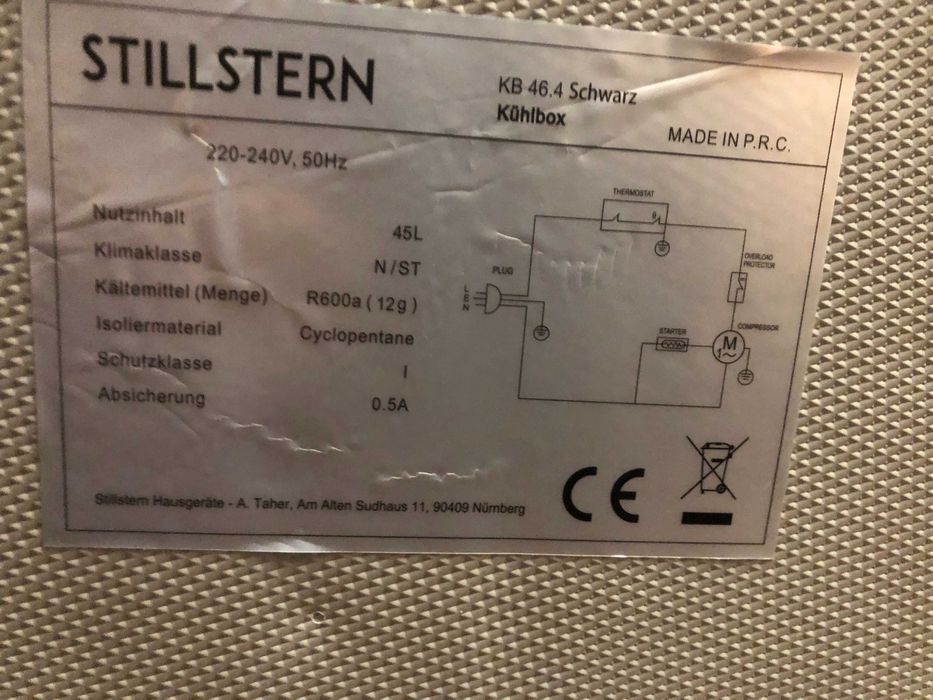 STILLSTERN
KB 46.4 Schwarz
Kühlbox
MADE IN P.R.C.
220-240V, 50Hz
Nutzinhalt 45L
Klimaklasse N/ST
Kältemittel (Menge) R600a (12g)
Isoliermaterial Cyclopentane
Schutzklasse I
Absicherung 0.5A
THERMOSTAT
θ
OVERLOAD
PROTECTOR
PLUG
L
E
N
STARTER
COMPRESSOR
M
1~
CE
Stillstern Hausgeräte - A. Taher, Am Alten Sudhaus 11, 90409 Nürnberg